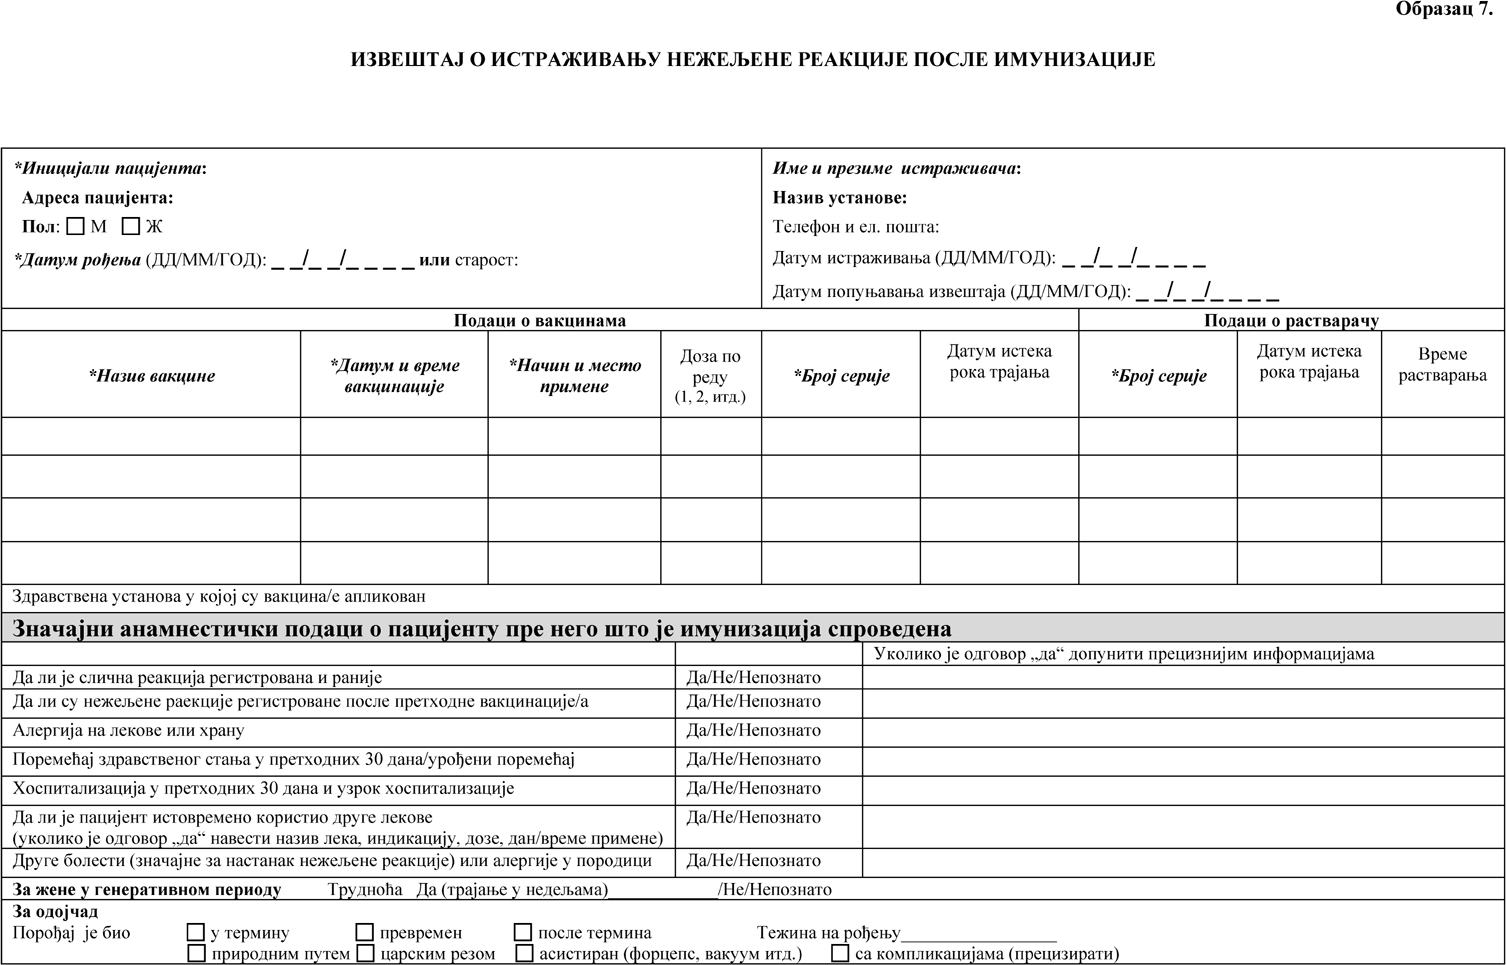 Образац 7.
ИЗВЕШТАЈ О ИСТРАЖИВАЊУ НЕЖЕЉЕНЕ РЕАКЦИЈЕ ПОСЛЕ ИМУНИЗАЦИЈЕ
*Иницијали пацијента:
Адреса пацијента:
Пол: М Ж
*Датум рођења (ДД/ММ/ГОД): _ _/_ _/_ _ _ _ или старост:
Име и презиме истраживача:
Назив установе:
Телефон и ел. пошта:
Датум истраживања (ДД/ММ/ГОД): _ _/_ _/_ _ _ _
Датум попуњавања извештаја (ДД/ММ/ГОД): _ _/_ _/_ _ _ _
Подаци о вакцинама
Подаци о растварачу
*Назив вакцине
*Датум и време
вакцинације
*Начин и место
примене
Доза по
реду
(1, 2, итд.)
*Број серије
Датум истека
рока трајања
*Број серије
Датум истека
рока трајања
Време
растварања
Здравствена установа у којој су вакцина/е апликован
Значајни анамнестички подаци о пацијенту пре него што је имунизација спроведена
Уколико је одговор „да“ допунити прецизнијим информацијама
Да ли је слична реакција регистрована и раније Да/Не/Непознато
Да ли су нежељене раекције регистроване после претходне вакцинације/а Да/Не/Непознато
Алергија на лекове или храну Да/Не/Непознато
Поремећај здравственог стања у претходних 30 дана/урођени поремећај Да/Не/Непознато
Хоспитализација у претходних 30 дана и узрок хоспитализације Да/Не/Непознато
Да ли је пацијент истовремено користио друге лекове Да/Не/Непознато
(уколико је одговор „да“ навести назив лека, индикацију, дозе, дан/време примене)
Друге болести (значајне за настанак нежељене реакције) или алергије у породици Да/Не/Непознато
За жене у генеративном периоду Трудноћа Да (трајање у недељама)____________/Не/Непознато
За одојчад
Порођај је био у термину превремен после термина Тежина на рођењу_________________
природним путем царским резом асистиран (форцепс, вакуум итд.) са компликацијама (прецизирати)